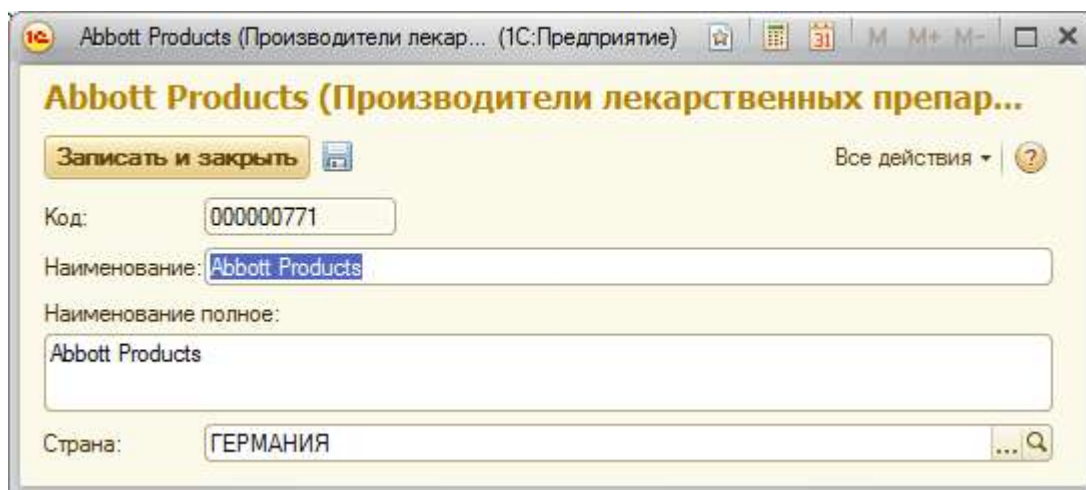 1С Abbott Products (Производители лекар... (1С:Предприятие) 31 M M+ M-
Abbott Products (Производители лекарственных препар...
Записать и закрыть Все действия ?
Код: 000000771
Наименование: Abbott Products
Наименование полное:
Abbott Products
Страна: ГЕРМАНИЯ ...